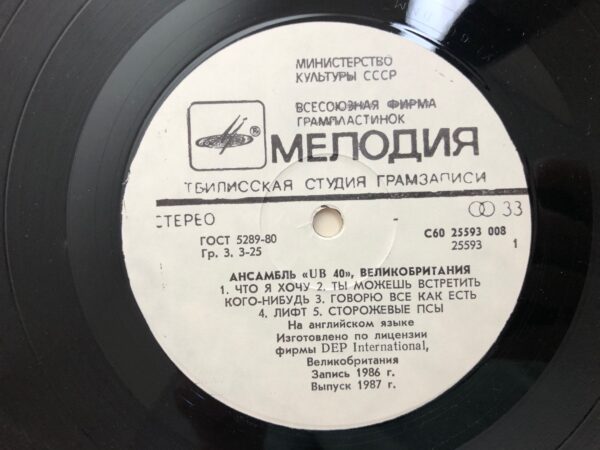 МИНИСТЕРСТВО
КУЛЬТУРЫ СССР
ВСЕСОЮЗНАЯ ФИРМА
ГРАМПЛАСТИНОК
®
МЕЛОДИЯ
ТБИЛИССКАЯ СТУДИЯ ГРАМЗАПИСИ
СТЕРЕО
33
ГОСТ 5289-80
Гр. 3. 3-25
С60 25593 008
25593 1
АНСАМБЛЬ «UB 40», ВЕЛИКОБРИТАНИЯ
1. ЧТО Я ХОЧУ 2. ТЫ МОЖЕШЬ ВСТРЕТИТЬ
КОГО-НИБУДЬ 3. ГОВОРЮ ВСЕ КАК ЕСТЬ
4. ЛИФТ 5. СТОРОЖЕВЫЕ ПСЫ
На английском языке
Изготовлено по лицензии
фирмы DEP International,
Великобритания
Запись 1986 г.
Выпуск 1987 г.